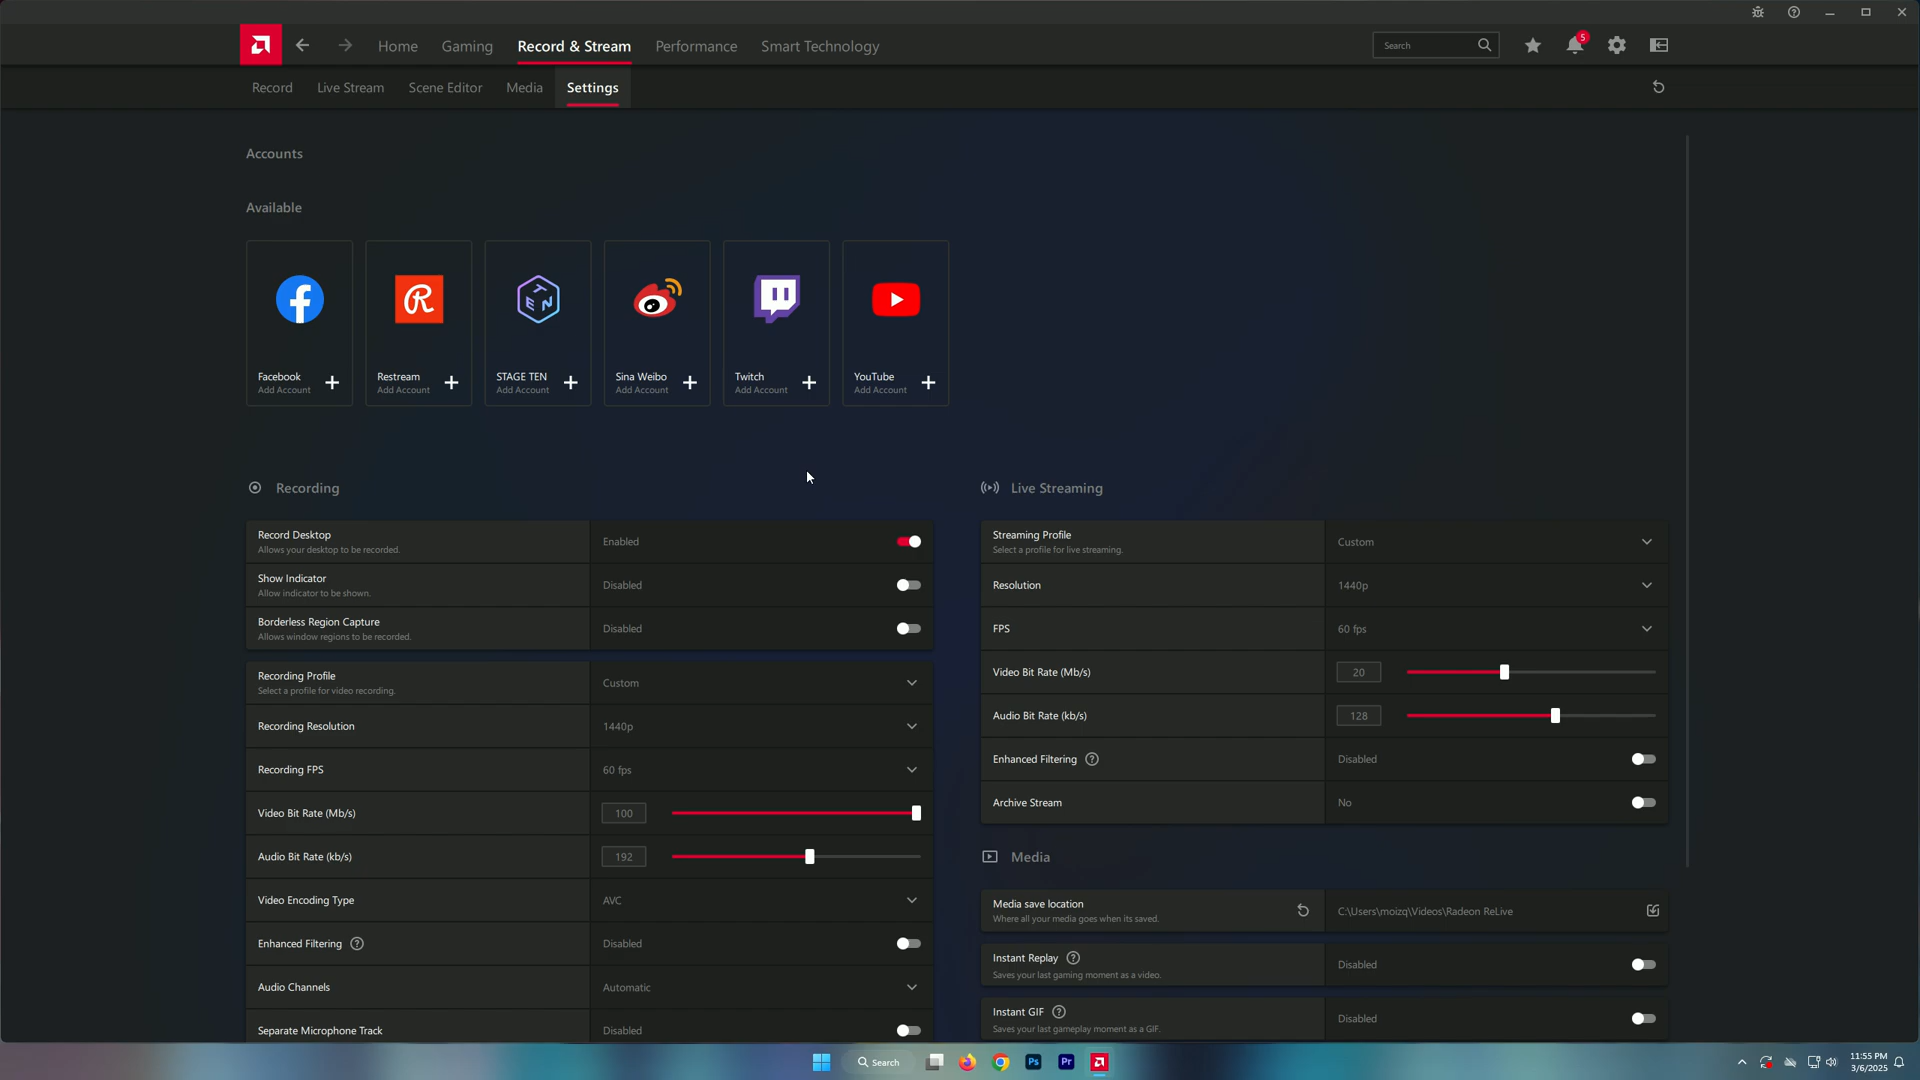 Home Gaming Record & Stream Performance Smart Technology Search 5
Record Live Stream Scene Editor Media Settings
Accounts
Available
Facebook
Add Account
Restream
Add Account
STAGE TEN
Add Account
Sina Weibo
Add Account
Twitch
Add Account
YouTube
Add Account
Recording
Record Desktop
Allows your desktop to be recorded.
Enabled
Show Indicator
Allow indicator to be shown.
Disabled
Borderless Region Capture
Allows window regions to be recorded.
Disabled
Recording Profile
Select a profile for video recording.
Custom
Recording Resolution 1440p
Recording FPS 60 fps
Video Bit Rate (Mb/s) 100
Audio Bit Rate (kb/s) 192
Video Encoding Type AVC
Enhanced Filtering ? Disabled
Audio Channels Automatic
Separate Microphone Track Disabled
Live Streaming
Streaming Profile
Select a profile for live streaming.
Custom
Resolution 1440p
FPS 60 fps
Video Bit Rate (Mb/s) 20
Audio Bit Rate (kb/s) 128
Enhanced Filtering ? Disabled
Archive Stream No
Media
Media save location
Where all your media goes when its saved.
C:\Users\moizq\Videos\Radeon ReLive
Instant Replay ?
Saves your last gaming moment as a video.
Disabled
Instant GIF ?
Saves your last gameplay moment as a GIF.
Disabled
Search Ps Pr
11:55 PM
3/6/2025